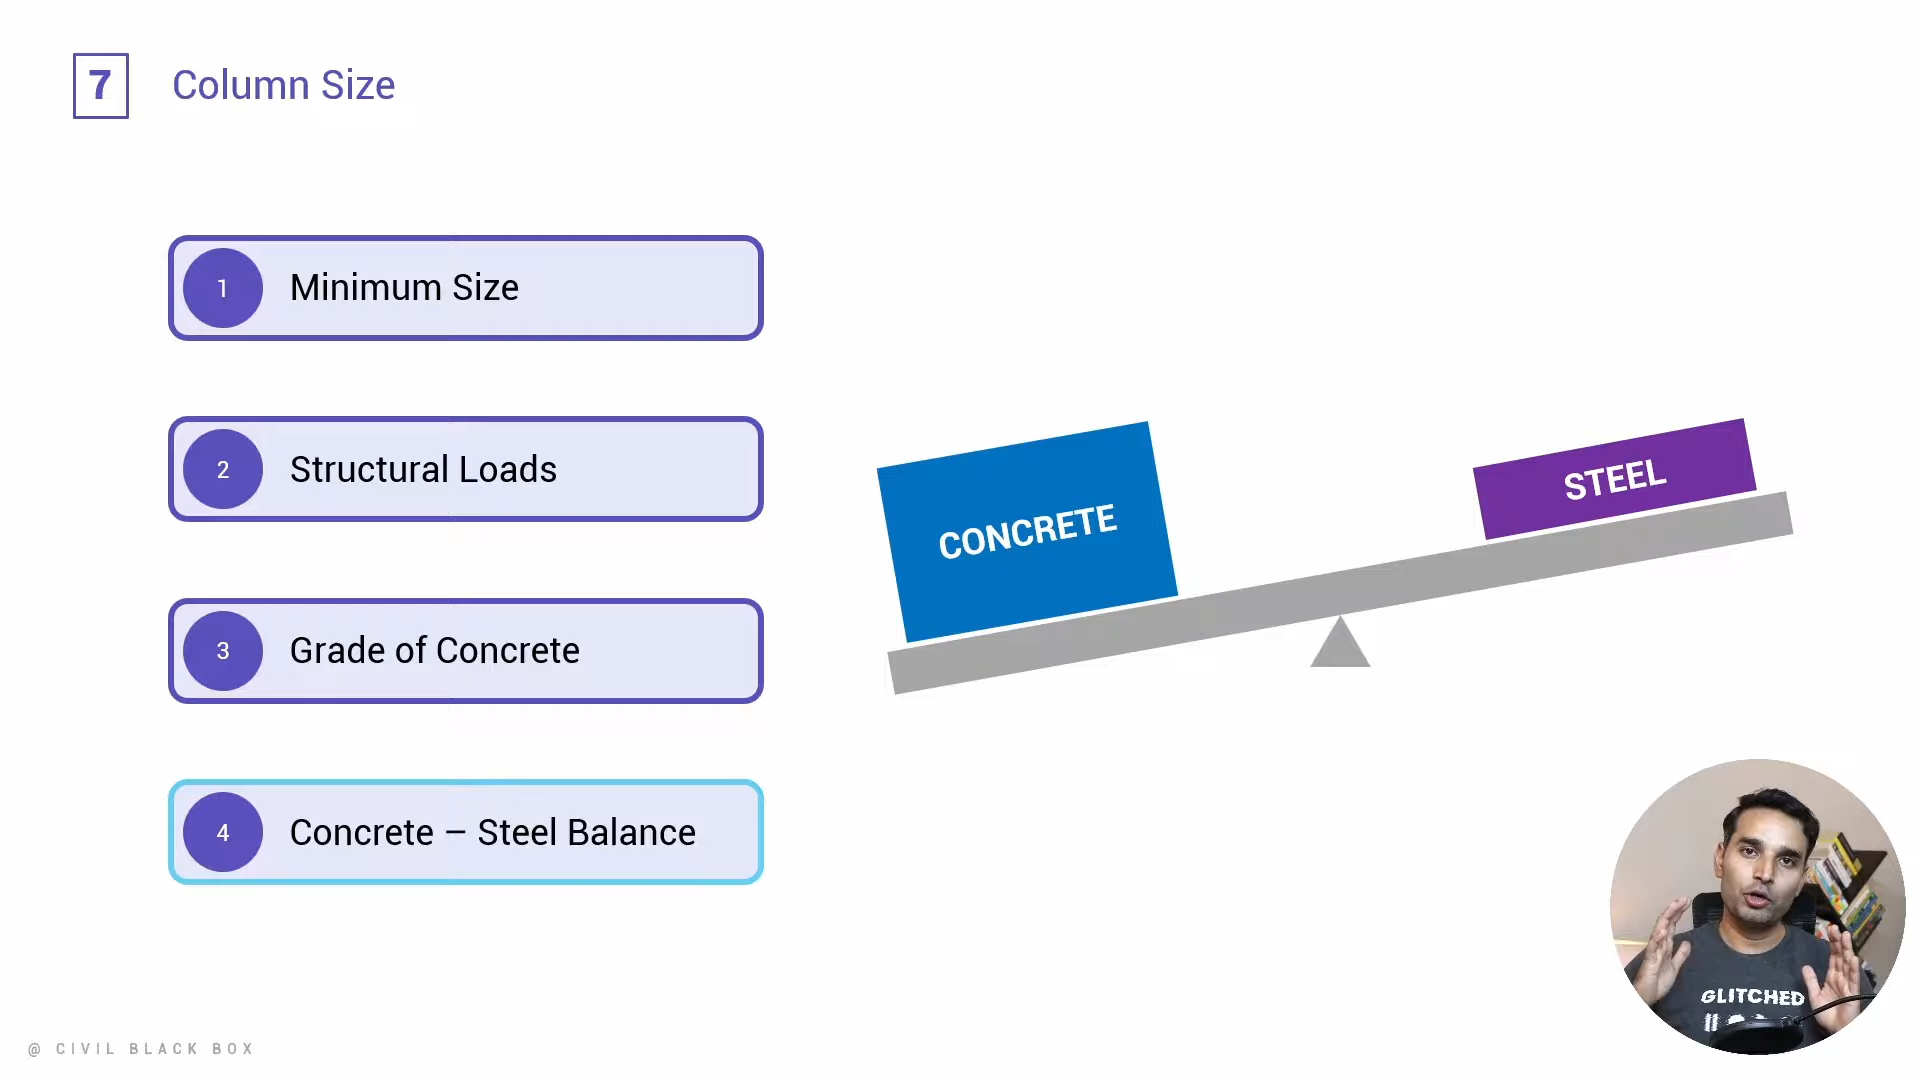 7 Column Size
1 Minimum Size
2 Structural Loads
3 Grade of Concrete
4 Concrete – Steel Balance
CONCRETE
STEEL
GLITCHED
@ CIVIL BLACK BOX